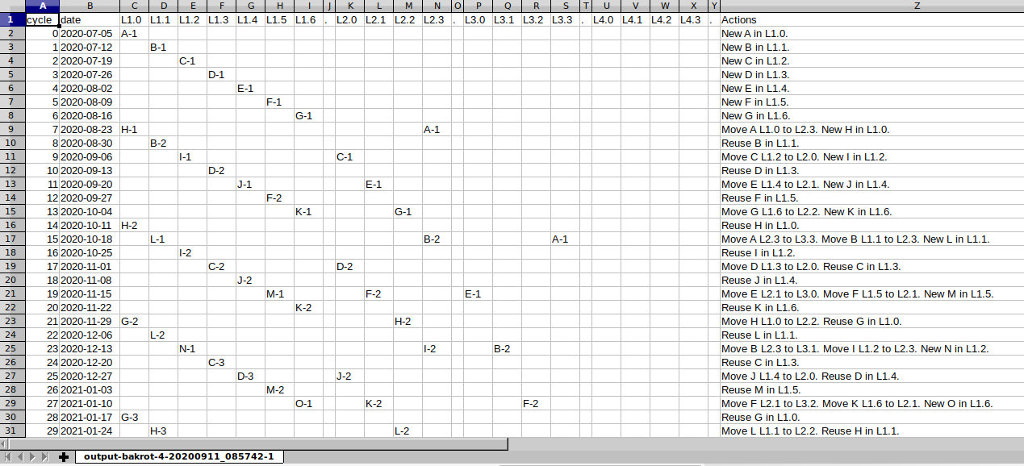 A B C D E F G H I J K L M N O P Q R S T U V W X Y Z
1 cycle date L1.0 L1.1 L1.2 L1.3 L1.4 L1.5 L1.6 . L2.0 L2.1 L2.2 L2.3 . L3.0 L3.1 L3.2 L3.3 . L4.0 L4.1 L4.2 L4.3 . Actions
2 0 2020-07-05 A-1 New A in L1.0.
3 1 2020-07-12 B-1 New B in L1.1.
4 2 2020-07-19 C-1 New C in L1.2.
5 3 2020-07-26 D-1 New D in L1.3.
6 4 2020-08-02 E-1 New E in L1.4.
7 5 2020-08-09 F-1 New F in L1.5.
8 6 2020-08-16 G-1 New G in L1.6.
9 7 2020-08-23 H-1 A-1 Move A L1.0 to L2.3. New H in L1.0.
10 8 2020-08-30 B-2 Reuse B in L1.1.
11 9 2020-09-06 I-1 C-1 Move C L1.2 to L2.0. New I in L1.2.
12 10 2020-09-13 D-2 Reuse D in L1.3.
13 11 2020-09-20 J-1 E-1 Move E L1.4 to L2.1. New J in L1.4.
14 12 2020-09-27 F-2 Reuse F in L1.5.
15 13 2020-10-04 K-1 G-1 Move G L1.6 to L2.2. New K in L1.6.
16 14 2020-10-11 H-2 Reuse H in L1.0.
17 15 2020-10-18 L-1 B-2 A-1 Move A L2.3 to L3.3. Move B L1.1 to L2.3. New L in L1.1.
18 16 2020-10-25 I-2 Reuse I in L1.2.
19 17 2020-11-01 C-2 D-2 Move D L1.3 to L2.0. Reuse C in L1.3.
20 18 2020-11-08 J-2 Reuse J in L1.4.
21 19 2020-11-15 M-1 F-2 E-1 Move E L2.1 to L3.0. Move F L1.5 to L2.1. New M in L1.5.
22 20 2020-11-22 K-2 Reuse K in L1.6.
23 21 2020-11-29 G-2 H-2 Move H L1.0 to L2.2. Reuse G in L1.0.
24 22 2020-12-06 L-2 Reuse L in L1.1.
25 23 2020-12-13 N-1 I-2 B-2 Move B L2.3 to L3.1. Move I L1.2 to L2.3. New N in L1.2.
26 24 2020-12-20 C-3 Reuse C in L1.3.
27 25 2020-12-27 D-3 J-2 Move J L1.4 to L2.0. Reuse D in L1.4.
28 26 2021-01-03 M-2 Reuse M in L1.5.
29 27 2021-01-10 O-1 K-2 F-2 Move F L2.1 to L3.2. Move K L1.6 to L2.1. New O in L1.6.
30 28 2021-01-17 G-3 Reuse G in L1.0.
31 29 2021-01-24 H-3 L-2 Move L L1.1 to L2.2. Reuse H in L1.1.
output-bakrot-4-20200911_085742-1